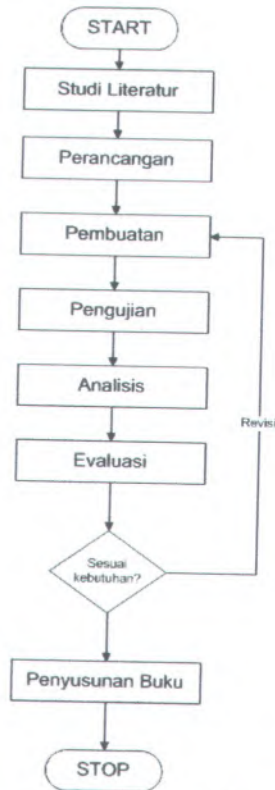 START
Studi Literatur
Perancangan
Pembuatan
Pengujian
Analisis
Evaluasi
Revisi
Sesuai
kebutuhan?
Penyusunan Buku
STOP